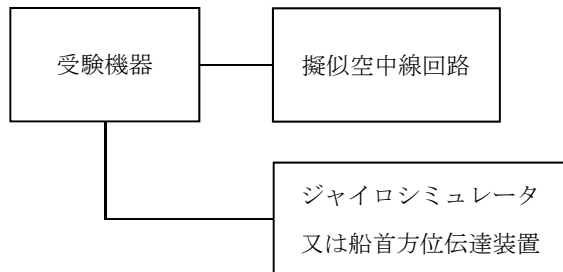 受験機器
擬似空中線回路
ジャイロシミュレータ
又は船首方位伝達装置